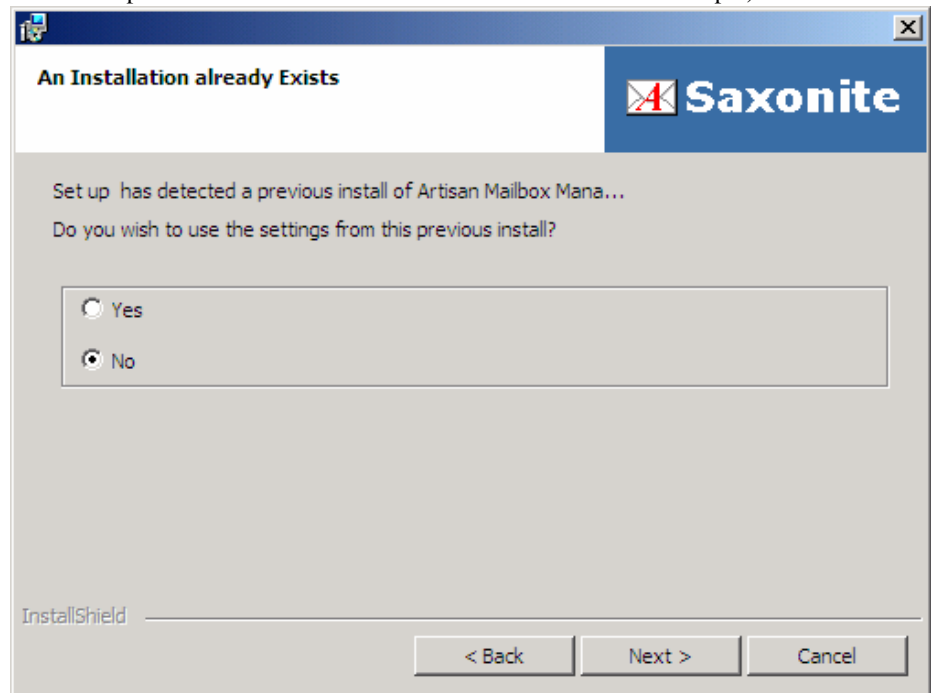 An Installation already Exists
A Saxonite
Set up has detected a previous install of Artisan Mailbox Mana...
Do you wish to use the settings from this previous install?
Yes
No
InstallShield
< Back Next > Cancel